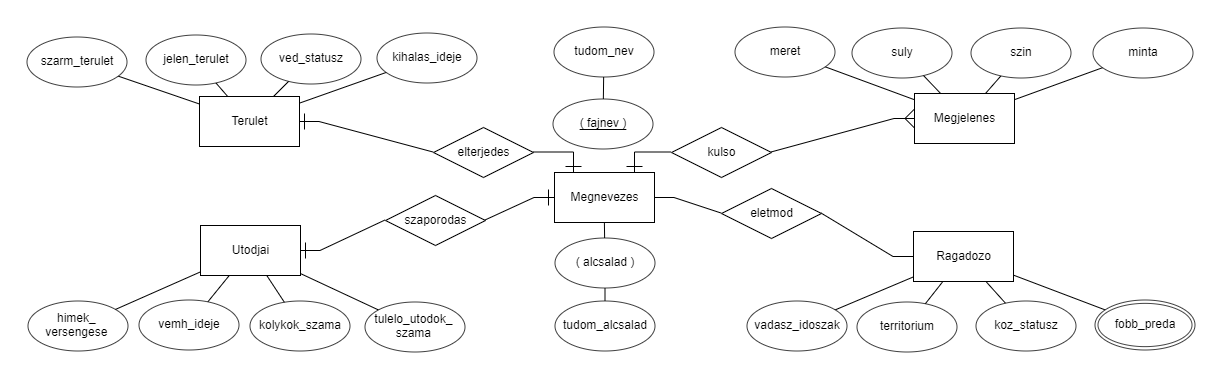 szarm_terulet
jelen_terulet
ved_statusz
kihalas_ideje
tudom_nev
meret
suly
szin
minta
Terulet
( fajnev )
Megjelenes
elterjedes
kulso
Megnevezes
szaporodas
eletmod
Utodjai
( alcsalad )
Ragadozo
himek_
versengese
vemh_ideje
kolykok_szama
tulelo_utodok_
szama
tudom_alcsalad
vadasz_idoszak
territorium
koz_statusz
fobb_preda